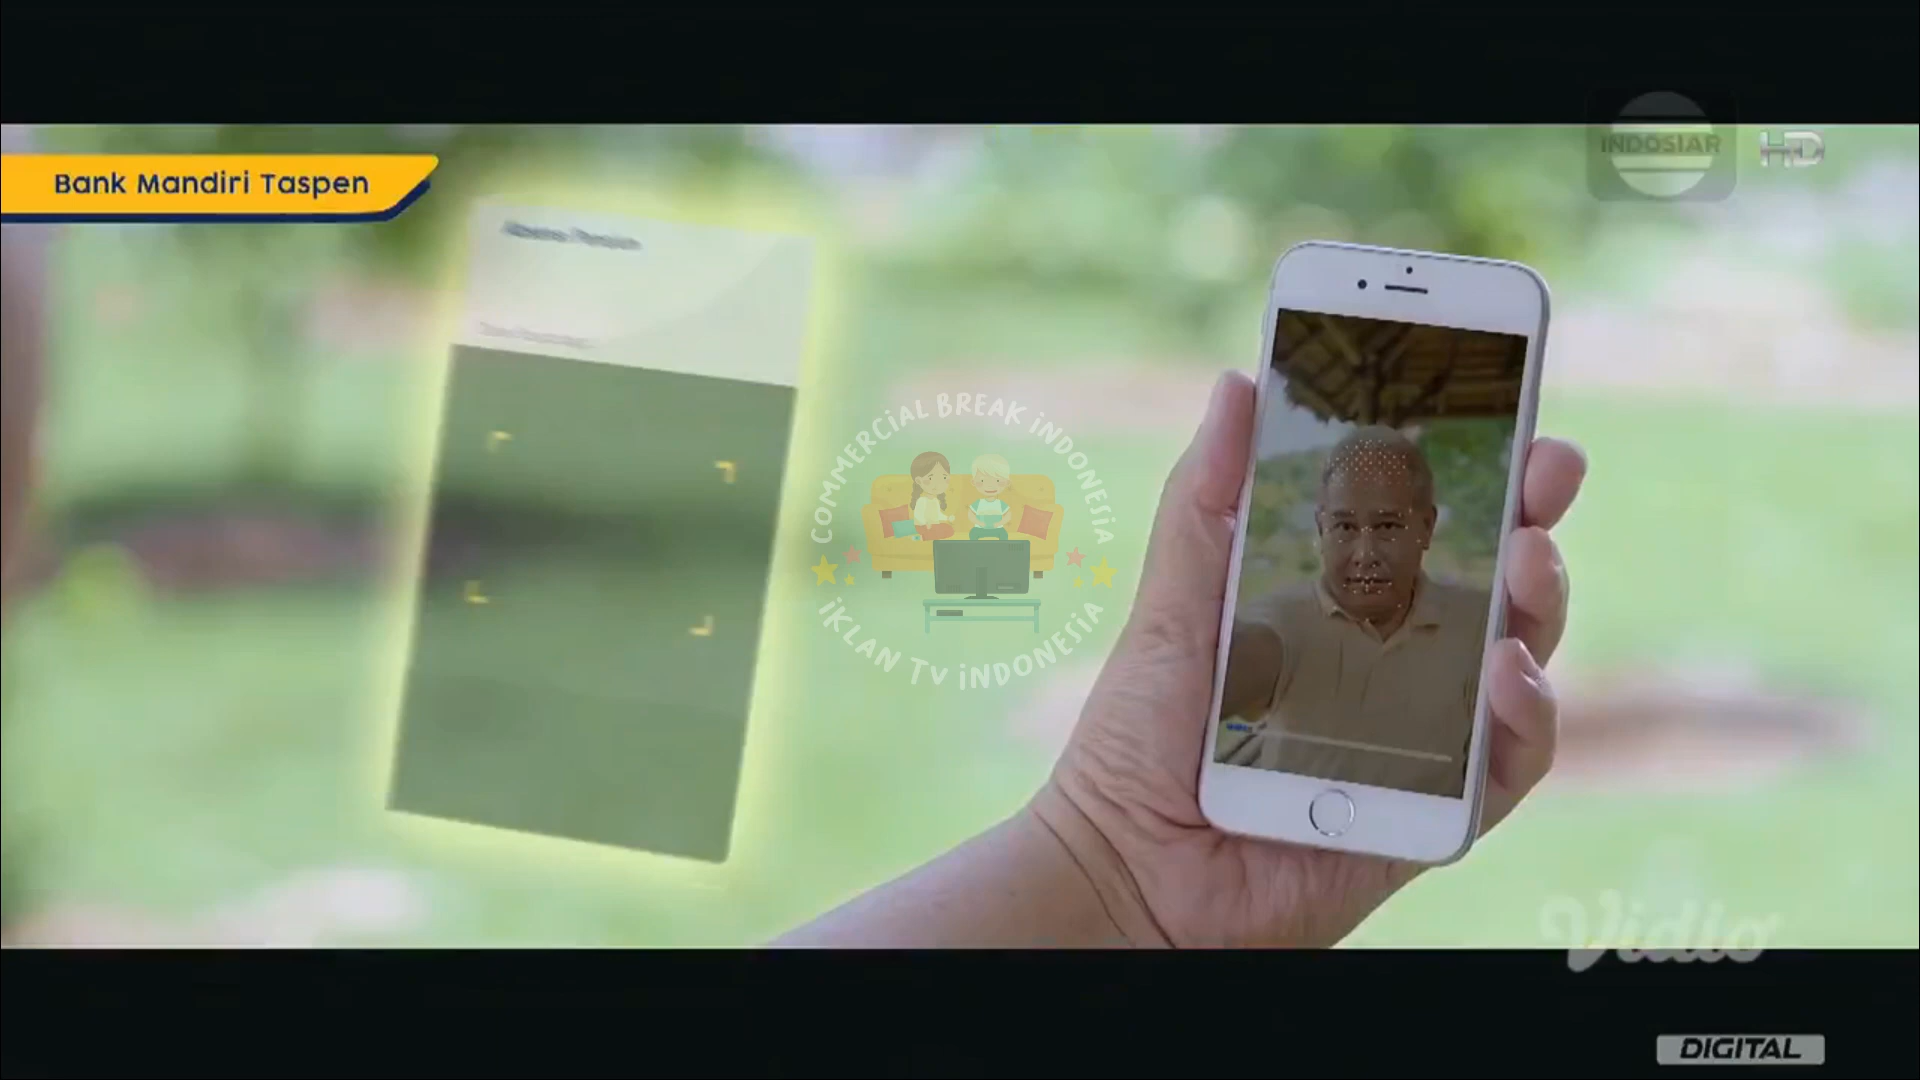 INDOSIAR HD
Bank Mandiri Taspen
COMMERCiAL BREAK iNDONESiA
iKLAN TV iNDONESiA
Vidio
DIGITAL